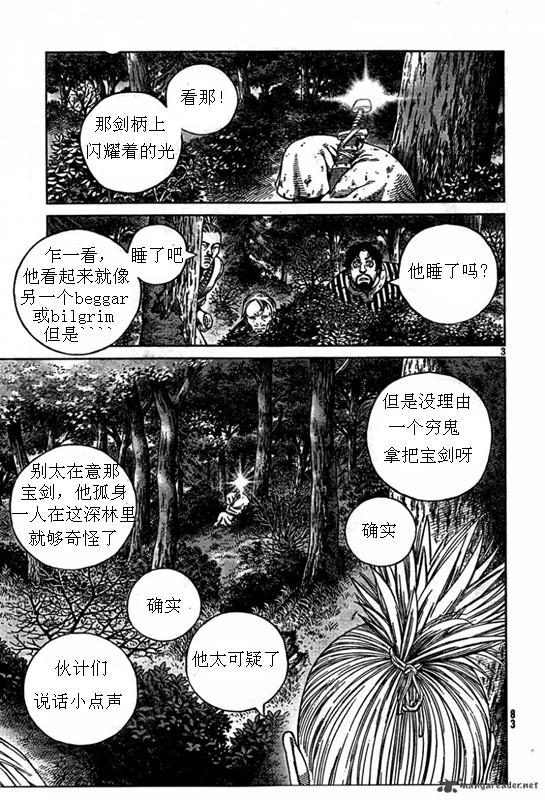 看那！
那剑柄上
闪耀着的光
他睡了吗？
睡了吧
乍一看，
他看起来就像
另一个beggar
或bilgrim
但是````
3
但是没理由
一个穷鬼
拿把宝剑呀
确实
别太在意那
宝剑，他孤身
一人在这深林里
就够奇怪了
确实
他太可疑了
伙计们
说话小点声
83
mangareader.net